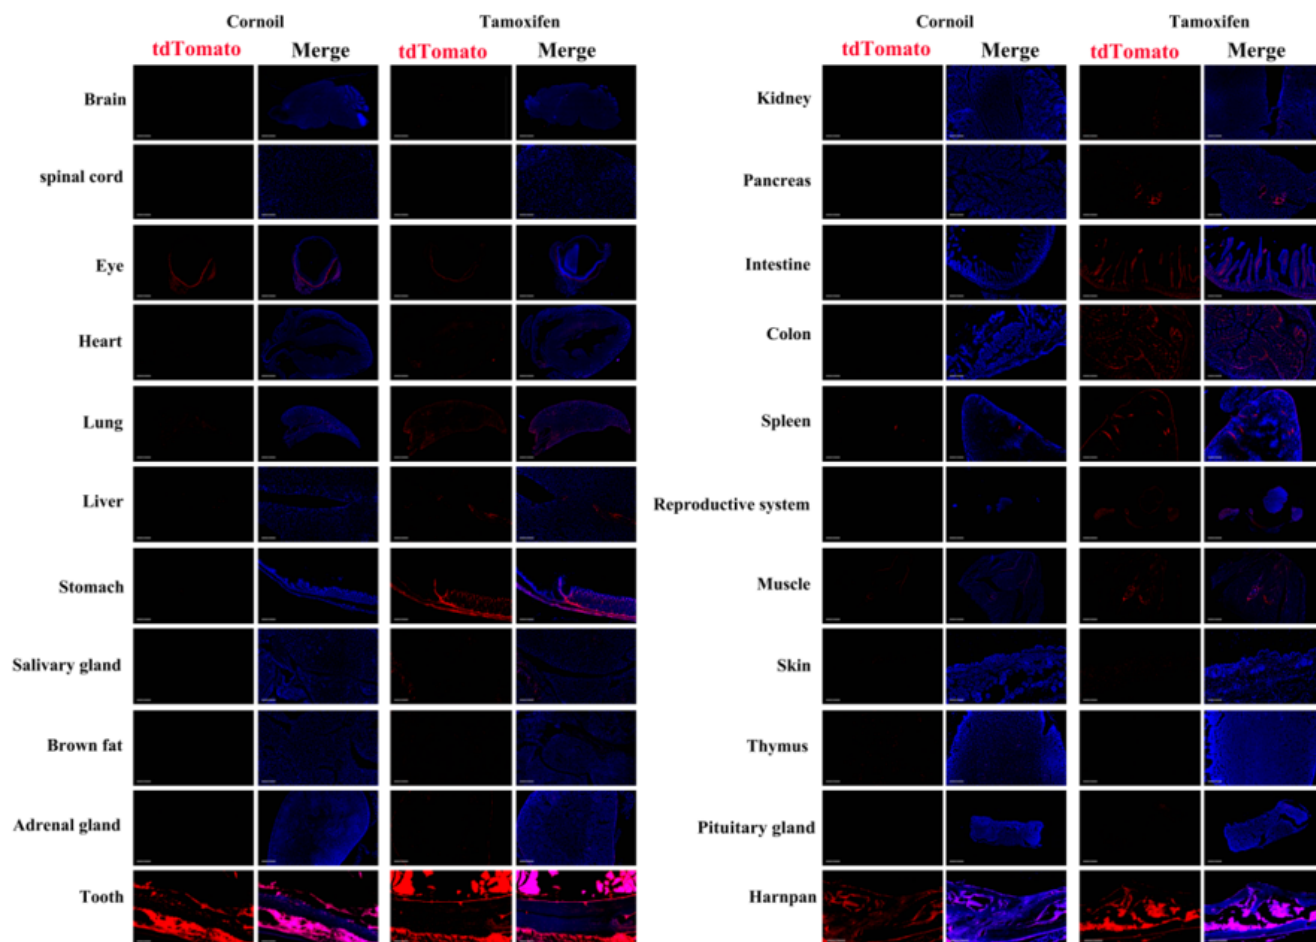 Cornoil Tamoxifen Cornoil Tamoxifen
tdTomato Merge tdTomato Merge tdTomato Merge tdTomato Merge
Brain Kidney
spinal cord Pancreas
Eye Intestine
Heart Colon
Lung Spleen
Liver Reproductive system
Stomach Muscle
Salivary gland Skin
Brown fat Thymus
Adrenal gland Pituitary gland
Tooth Harnpan